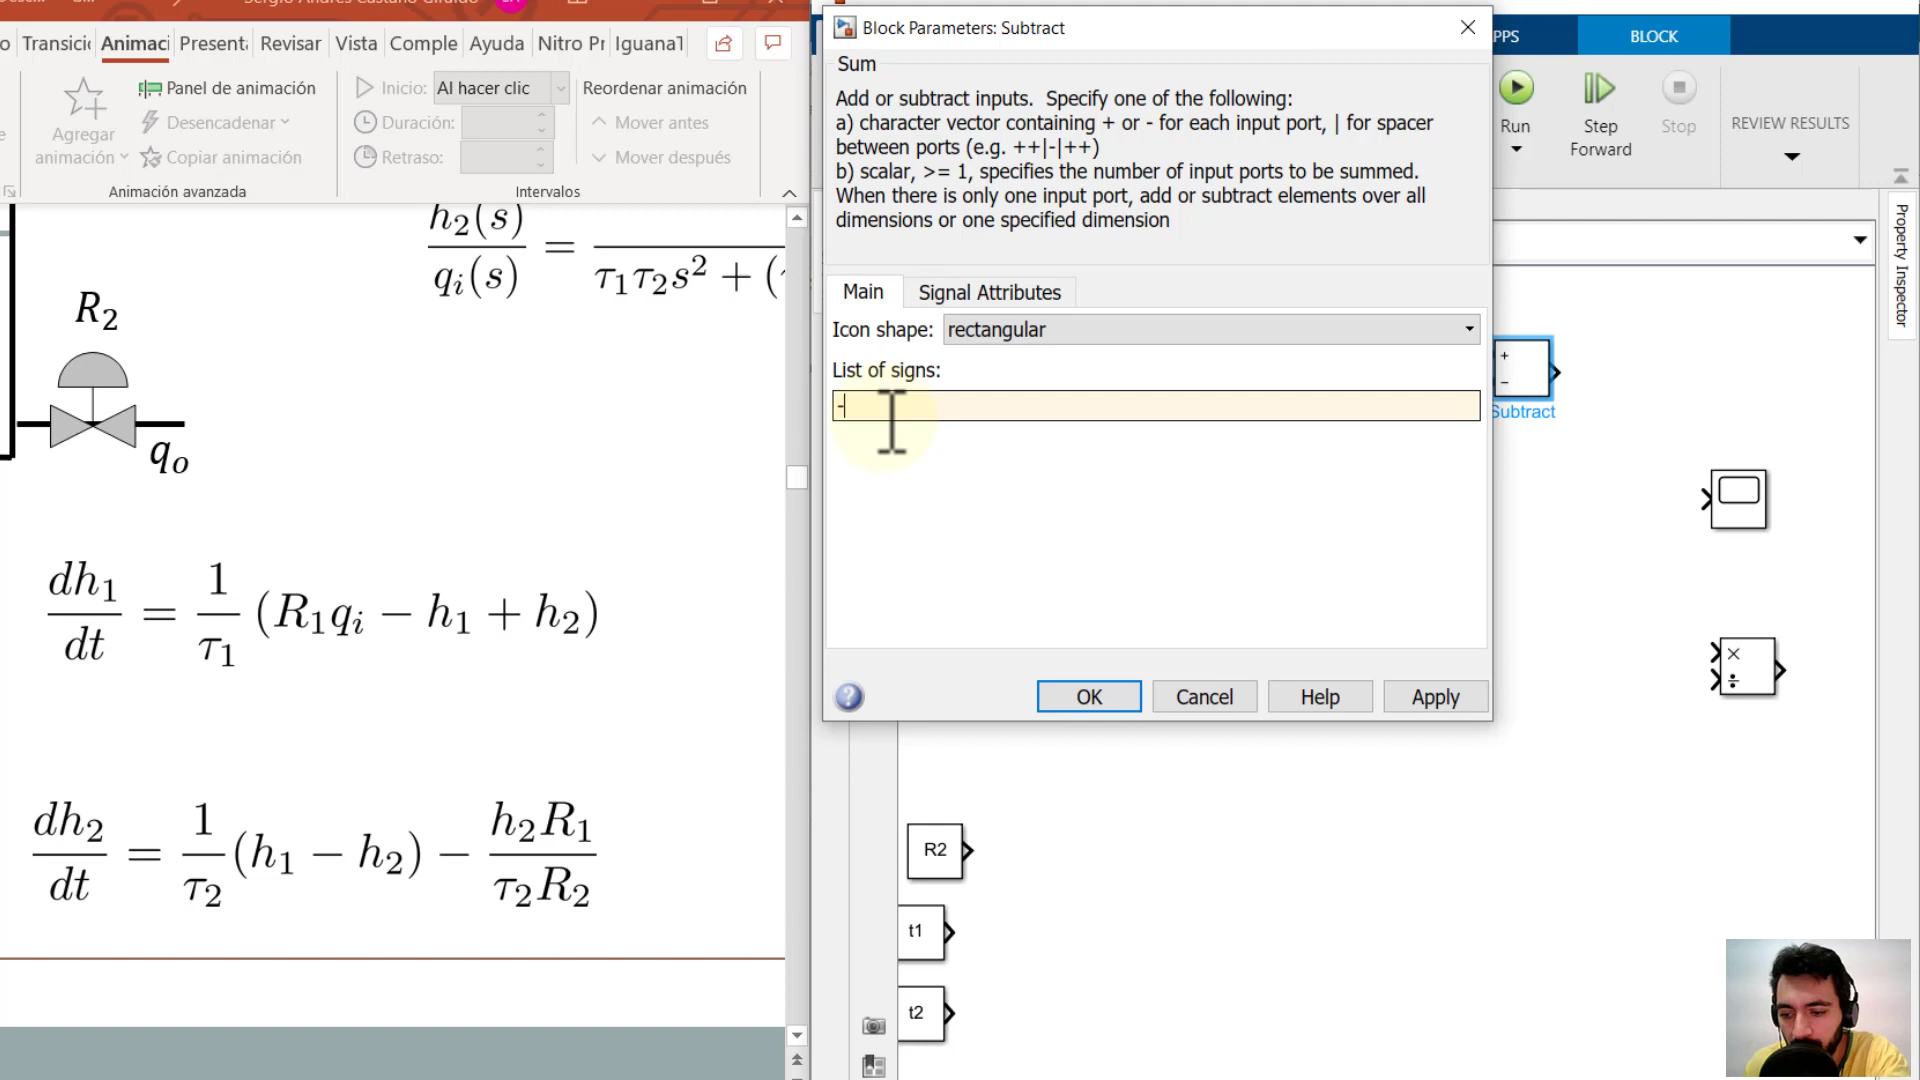 Transició Animaci Present Revisar Vista Comple Ayuda Nitro Pr IguanaT
Agregar
animación
Panel de animación
Desencadenar
Copiar animación
Animación avanzada
Inicio: Al hacer clic
Duración:
Retraso:
Reordenar animación
Mover antes
Mover después
Intervalos
h₂(s)/qᵢ(s) =
τ₁τ₂s² + (
R₂
qₒ
dh₁/dt = 1/τ₁ (R₁qᵢ − h₁ + h₂)
dh₂/dt = 1/τ₂ (h₁ − h₂) − h₂R₁/τ₂R₂
Block Parameters: Subtract
Sum
Add or subtract inputs. Specify one of the following:
a) character vector containing + or - for each input port, | for spacer
between ports (e.g. ++|-|++)
b) scalar, >= 1, specifies the number of input ports to be summed.
When there is only one input port, add or subtract elements over all
dimensions or one specified dimension
Main Signal Attributes
Icon shape: rectangular
List of signs:
-
OK Cancel Help Apply
PPS BLOCK
Run
Step
Forward
Stop
REVIEW RESULTS
Property Inspector
+
−
Subtract
×
÷
R2
t1
t2